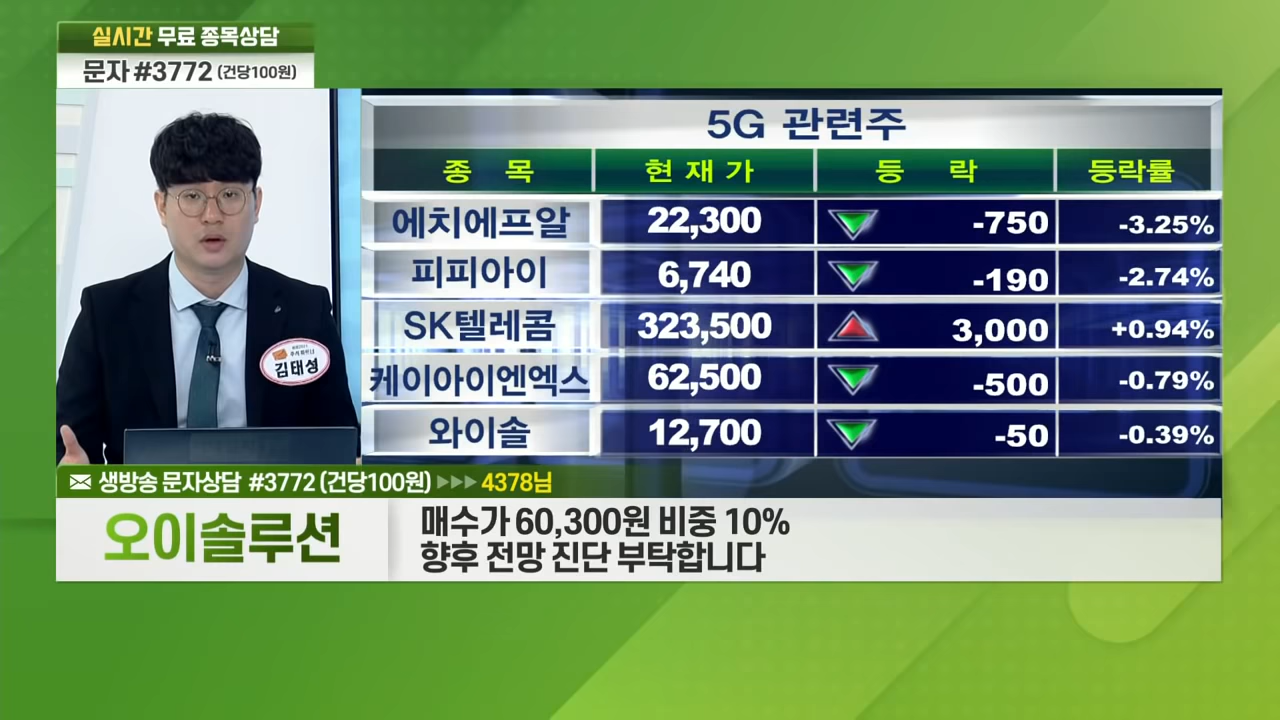 실시간 무료 종목상담
문자 #3772 (건당100원)
5G 관련주
종 목 현 재 가 등 락 등락률
에치에프알 22,300 -750 -3.25%
피피아이 6,740 -190 -2.74%
SK텔레콤 323,500 3,000 +0.94%
케이아이엔엑스 62,500 -500 -0.79%
와이솔 12,700 -50 -0.39%
김태성
생방송 문자상담 #3772 (건당100원) ▶▶▶ 4378님
오이솔루션
매수가 60,300원 비중 10%
향후 전망 진단 부탁합니다